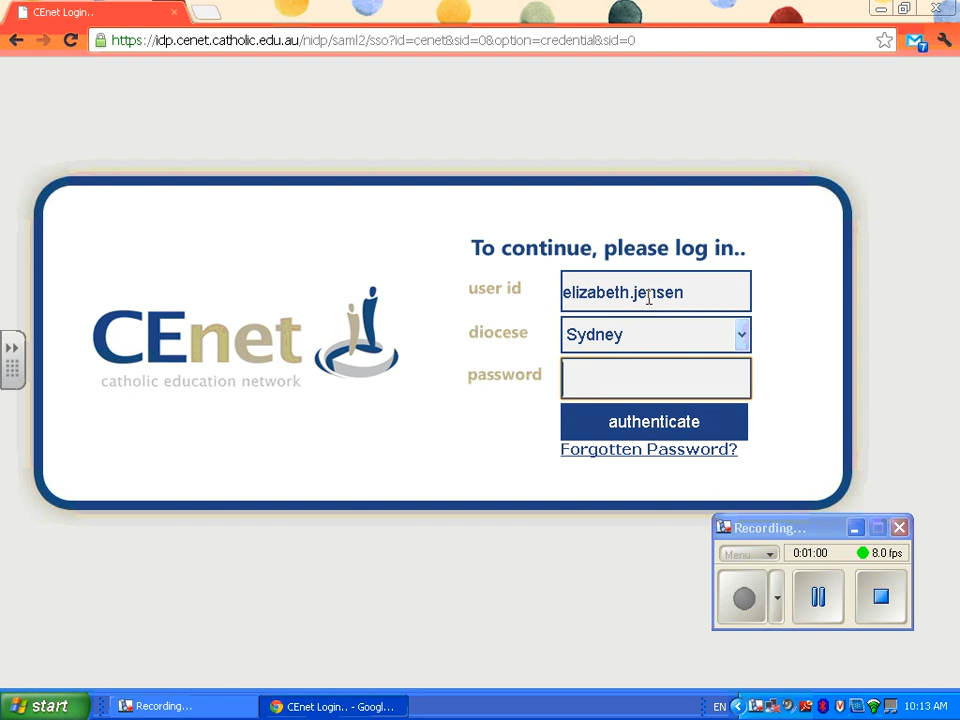 CEnet Login..
https://idp.cenet.catholic.edu.au/nidp/saml2/sso?id=cenet&sid=0&option=credential&sid=0
7
To continue, please log in..
user id
elizabeth.jensen
diocese
Sydney
password
authenticate
Forgotten Password?
CEnet
catholic education network
Recording...
Menu
0:01:00
8.0 fps
start
Recording...
CEnet Login.. - Googl...
EN
10:13 AM